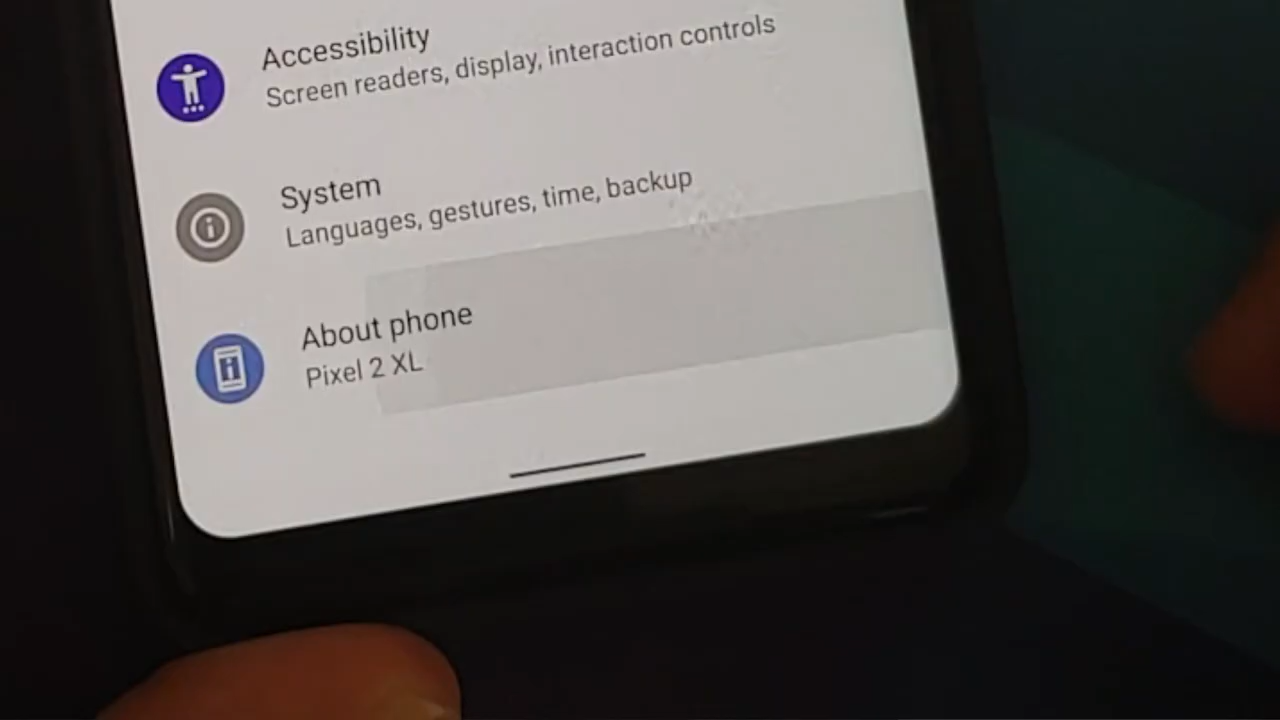 Accessibility
Screen readers, display, interaction controls
System
Languages, gestures, time, backup
About phone
Pixel 2 XL